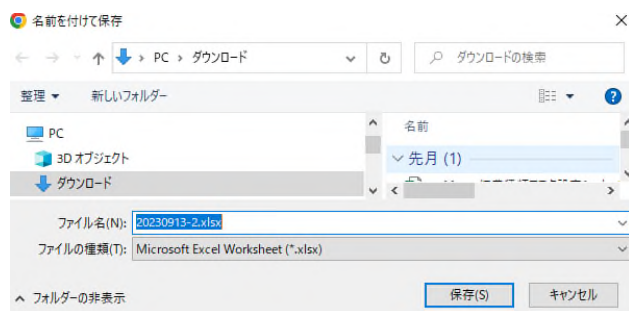 名前を付けて保存
PC › ダウンロード
ダウンロードの検索
整理 新しいフォルダー
PC
3D オブジェクト
ダウンロード
名前
先月 (1)
ファイル名(N): 20230913-2.xlsx
ファイルの種類(T): Microsoft Excel Worksheet (*.xlsx)
フォルダーの非表示
保存(S) キャンセル